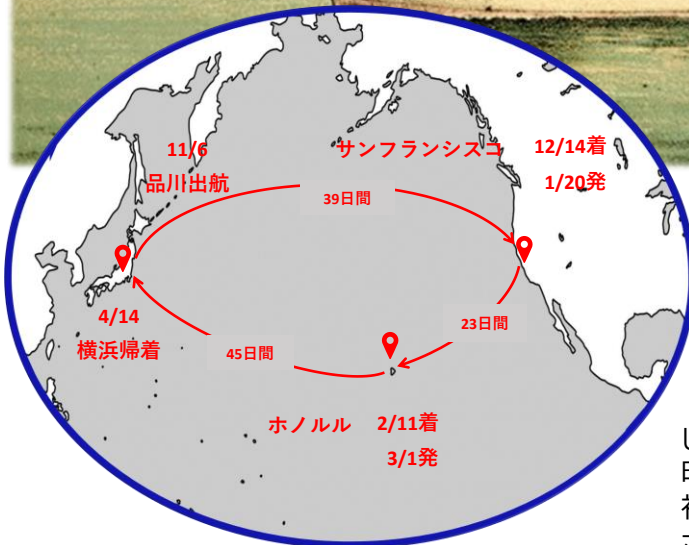 11/6
品川出航
サンフランシスコ
12/14着
1/20発
39日間
4/14
横浜帰着
45日間
23日間
ホノルル
2/11着
3/1発